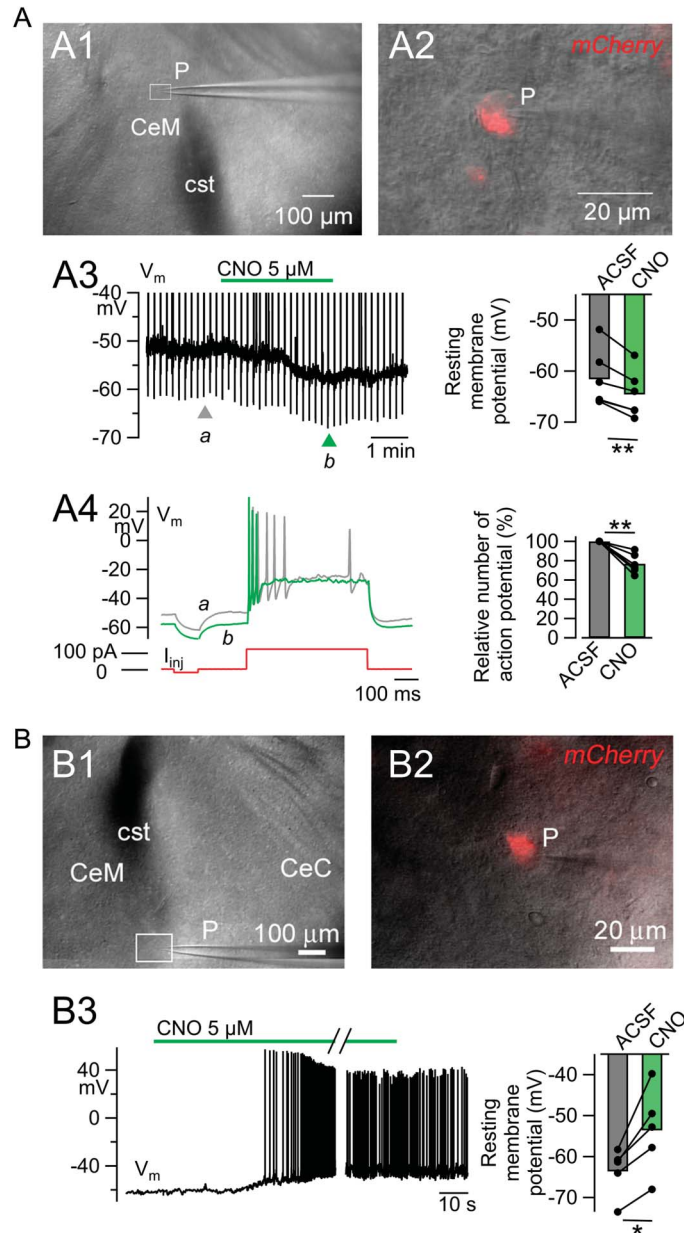 A
A1
P
CeM
cst
100 µm
A2
mCherry
P
20 µm
A3
Vm
CNO 5 µM
-40
mV
-50
-60
-70
a
b
1 min
ACSF
CNO
Resting
membrane
potential (mV)
-50
-60
-70
**
A4
20
mV
0
-20
-40
-60
Vm
a
b
100 pA
0
Iinj
100 ms
Relative number of
action potential (%)
100
80
60
40
20
0
**
ACSF
CNO
B
B1
cst
CeM
CeC
P
100 µm
B2
mCherry
P
20 µm
B3
CNO 5 µM
40
mV
0
-40
Vm
10 s
ACSF
CNO
Resting
membrane
potential (mV)
-40
-50
-60
-70
*